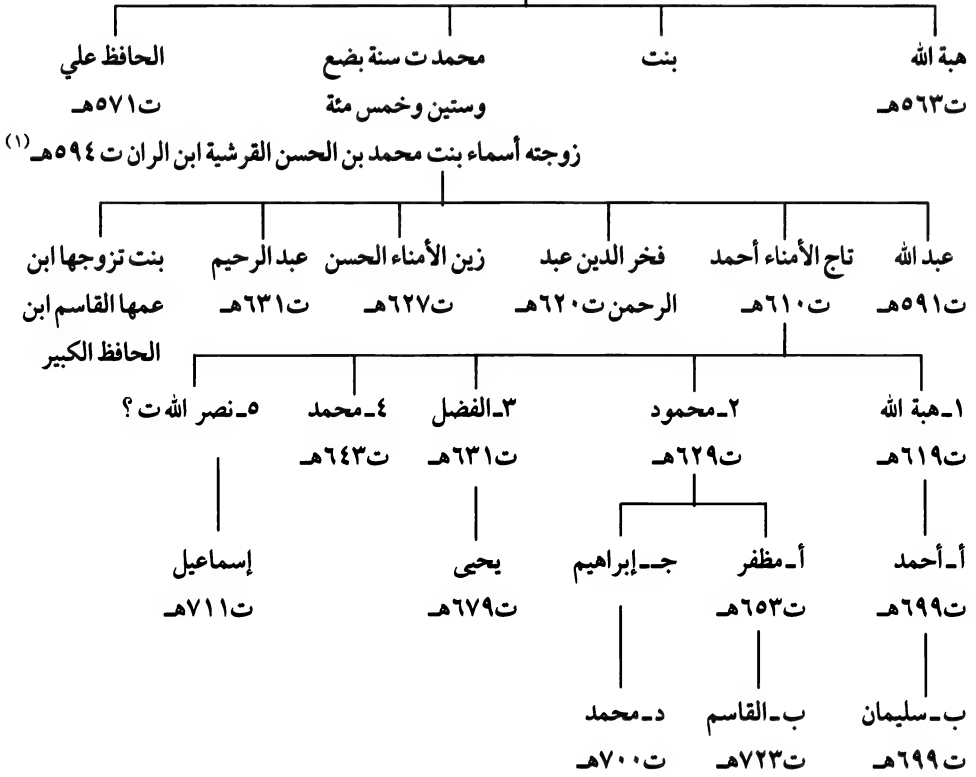 هبة الله بنت محمد ت سنة بضع الحافظ علي
ت٥٦٣هـ وستين وخمس مئة ت٥٧١هـ
زوجته أسماء بنت محمد بن الحسن القرشية ابن الران ت ٥٩٤هـ(١)
عبد الله تاج الأمناء أحمد فخر الدين عبد زين الأمناء الحسن عبد الرحيم بنت تزوجها ابن
ت٥٩١هـ ت٦١٠هـ الرحمن ت٦٢٠هـ ت٦٢٧هـ ت٦٣١هـ عمها القاسم ابن
الحافظ الكبير
١ـ هبة الله ٢ـ محمود ٣ـ الفضل ٤ـ محمد ٥ـ نصر الله ت ؟
ت٦١٩هـ ت٦٢٩هـ ت٦٣١هـ ت٦٤٣هـ
أ ـ أحمد أ ـ مظفر جـ ـ إبراهيم يحيى إسماعيل
ت٦٩٩هـ ت٦٥٣هـ ت٦٧٩هـ ت٧١١هـ
ب ـ سليمان ب ـ القاسم د ـ محمد
ت٦٩٩هـ ت٧٢٣هـ ت٧٠٠هـ